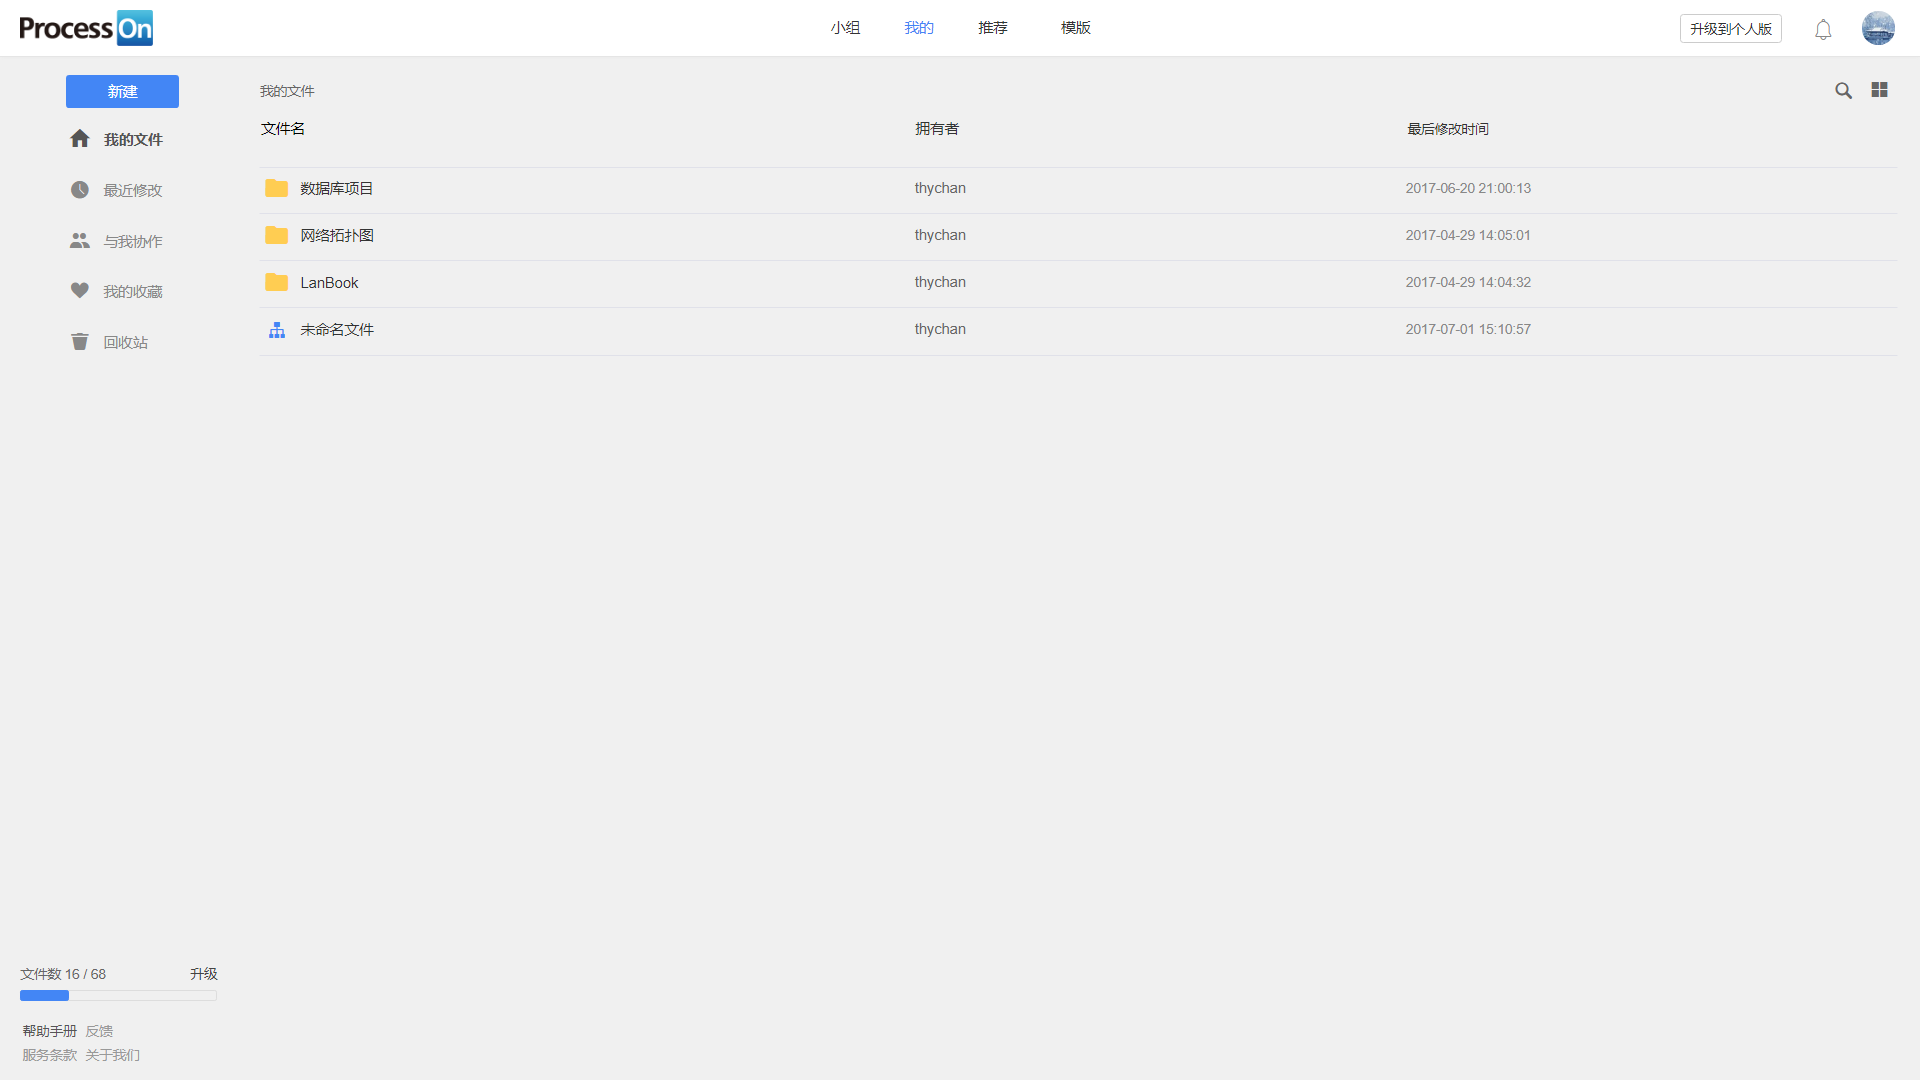 ProcessOn 小组 我的 推荐 模版 升级到个人版
新建 我的文件
我的文件 文件名 拥有者 最后修改时间
最近修改 数据库项目 thychan 2017-06-20 21:00:13
与我协作 网络拓扑图 thychan 2017-04-29 14:05:01
我的收藏 LanBook thychan 2017-04-29 14:04:32
回收站 未命名文件 thychan 2017-07-01 15:10:57
文件数 16 / 68 升级
帮助手册 反馈
服务条款 关于我们